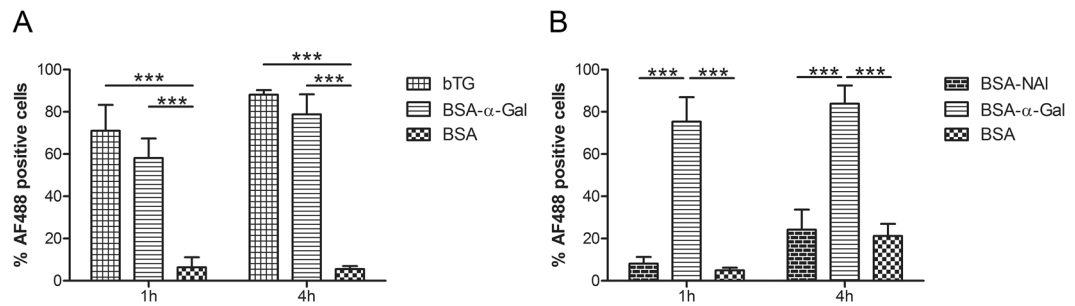 A
% AF488 positive cells
100
80
60
40
20
0
***
***
***
***
1h
4h
bTG
BSA-α-Gal
BSA
B
% AF488 positive cells
100
80
60
40
20
0
*** ***
*** ***
1h
4h
BSA-NAl
BSA-α-Gal
BSA